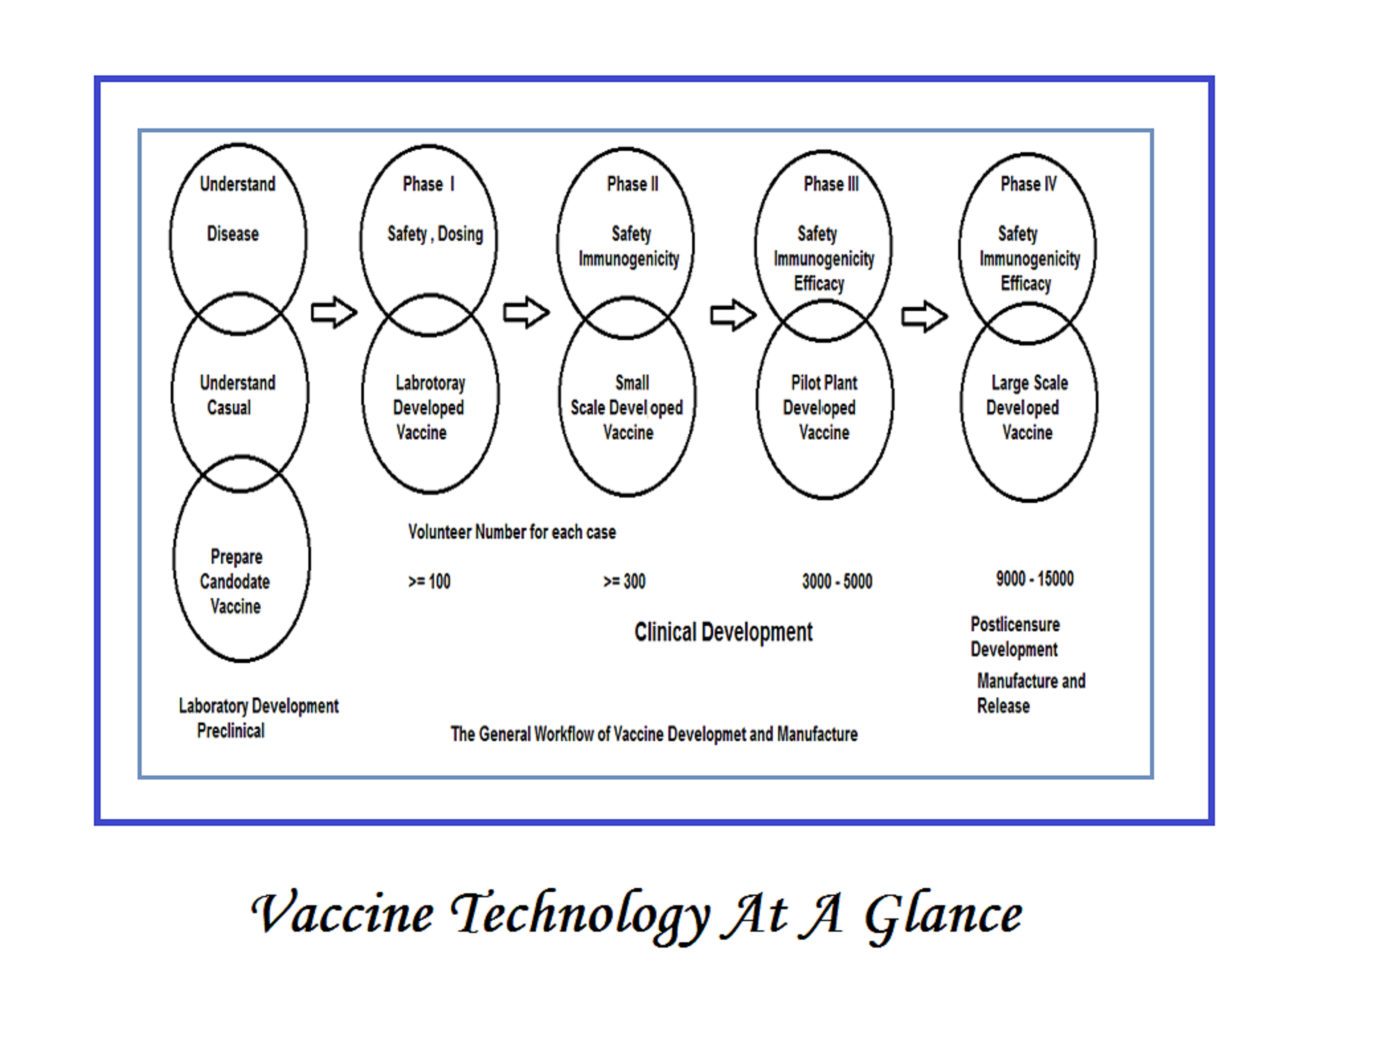 Understand
Disease
Understand
Casual
Prepare
Candodate
Vaccine
Laboratory Development
Preclinical
Phase I
Safety , Dosing
Labrotoray
Developed
Vaccine
Phase II
Safety
Immunogenicity
Small
Scale Developed
Vaccine
Phase III
Safety
Immunogenicity
Efficacy
Pilot Plant
Developed
Vaccine
Phase IV
Safety
Immunogenicity
Efficacy
Large Scale
Developed
Vaccine
Volunteer Number for each case
>= 100
>= 300
3000 - 5000
9000 - 15000
Clinical Development
Postlicensure
Development
Manufacture and
Release
The General Workflow of Vaccine Developmet and Manufacture
Vaccine Technology At A Glance